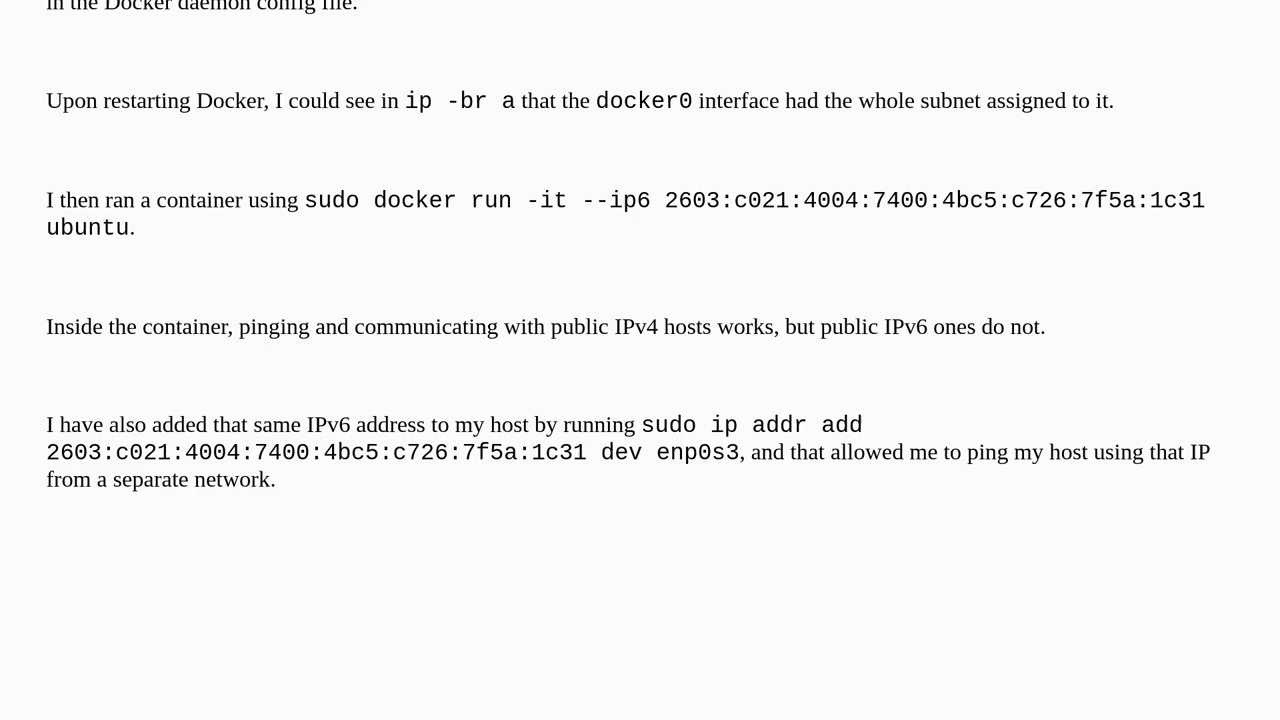 in the Docker daemon config file.
Upon restarting Docker, I could see in ip -br a that the docker0 interface had the whole subnet assigned to it.
I then ran a container using sudo docker run -it --ip6 2603:c021:4004:7400:4bc5:c726:7f5a:1c31
ubuntu.
Inside the container, pinging and communicating with public IPv4 hosts works, but public IPv6 ones do not.
I have also added that same IPv6 address to my host by running sudo ip addr add
2603:c021:4004:7400:4bc5:c726:7f5a:1c31 dev enp0s3, and that allowed me to ping my host using that IP
from a separate network.